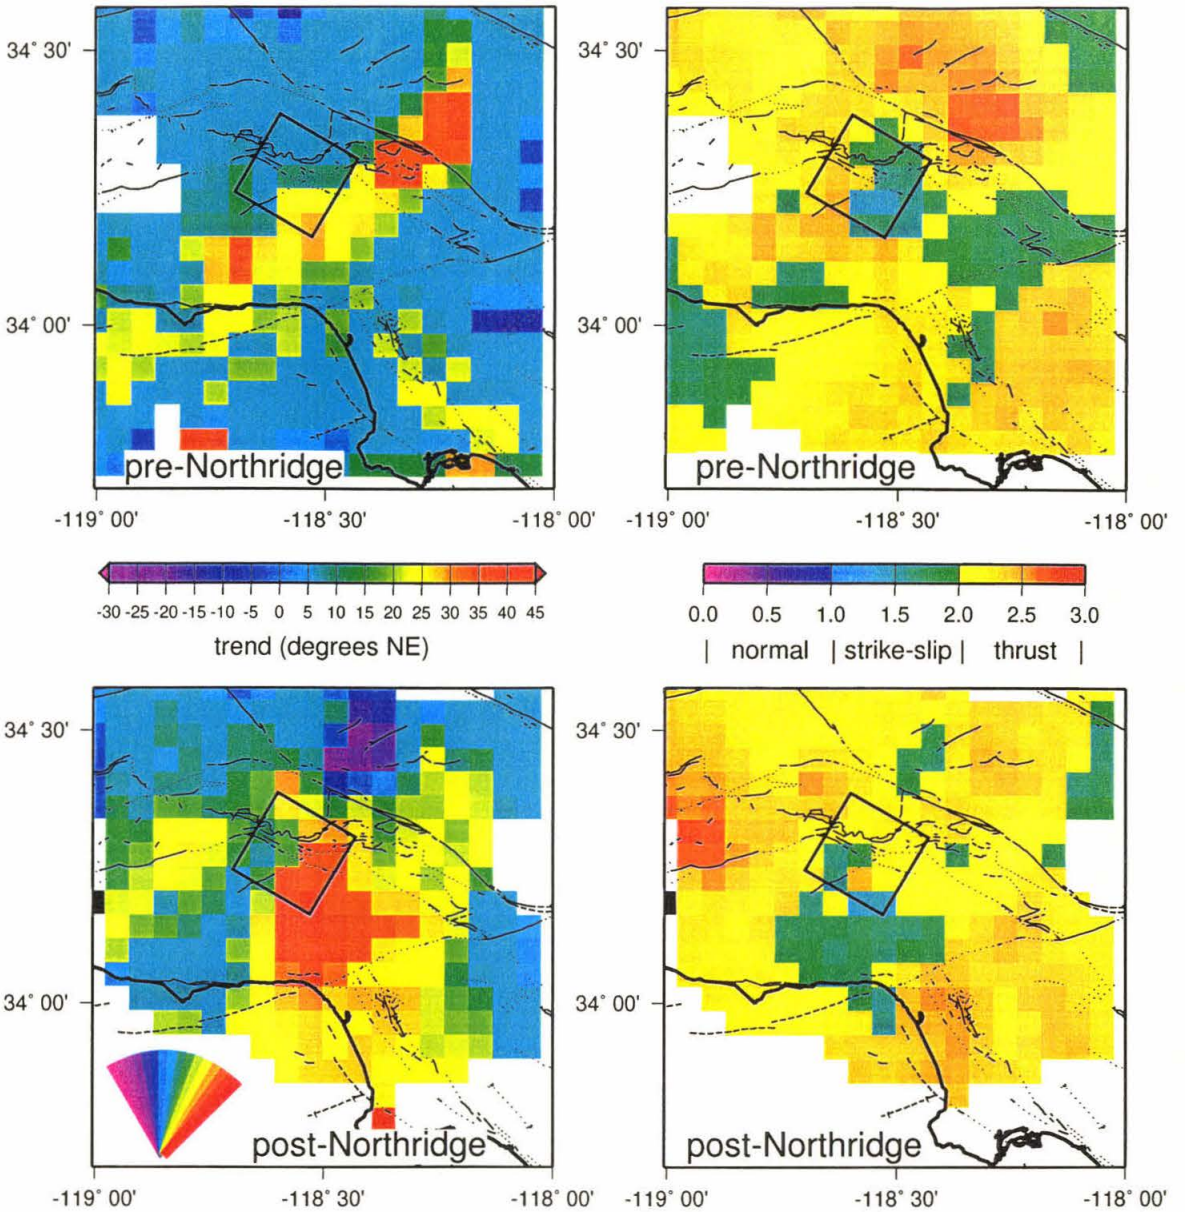 34° 30'
34° 00'
pre-Northridge
pre-Northridge
-119° 00' -118° 30' -118° 00'
-119° 00' -118° 30' -118° 00'
-30 -25 -20 -15 -10 -5 0 5 10 15 20 25 30 35 40 45
trend (degrees NE)
0.0 0.5 1.0 1.5 2.0 2.5 3.0
| normal | strike-slip | thrust |
34° 30'
34° 00'
34° 30'
34° 00'
post-Northridge
post-Northridge
-119° 00' -118° 30' -118° 00'
-119° 00' -118° 30' -118° 00'
34° 30'
34° 00'